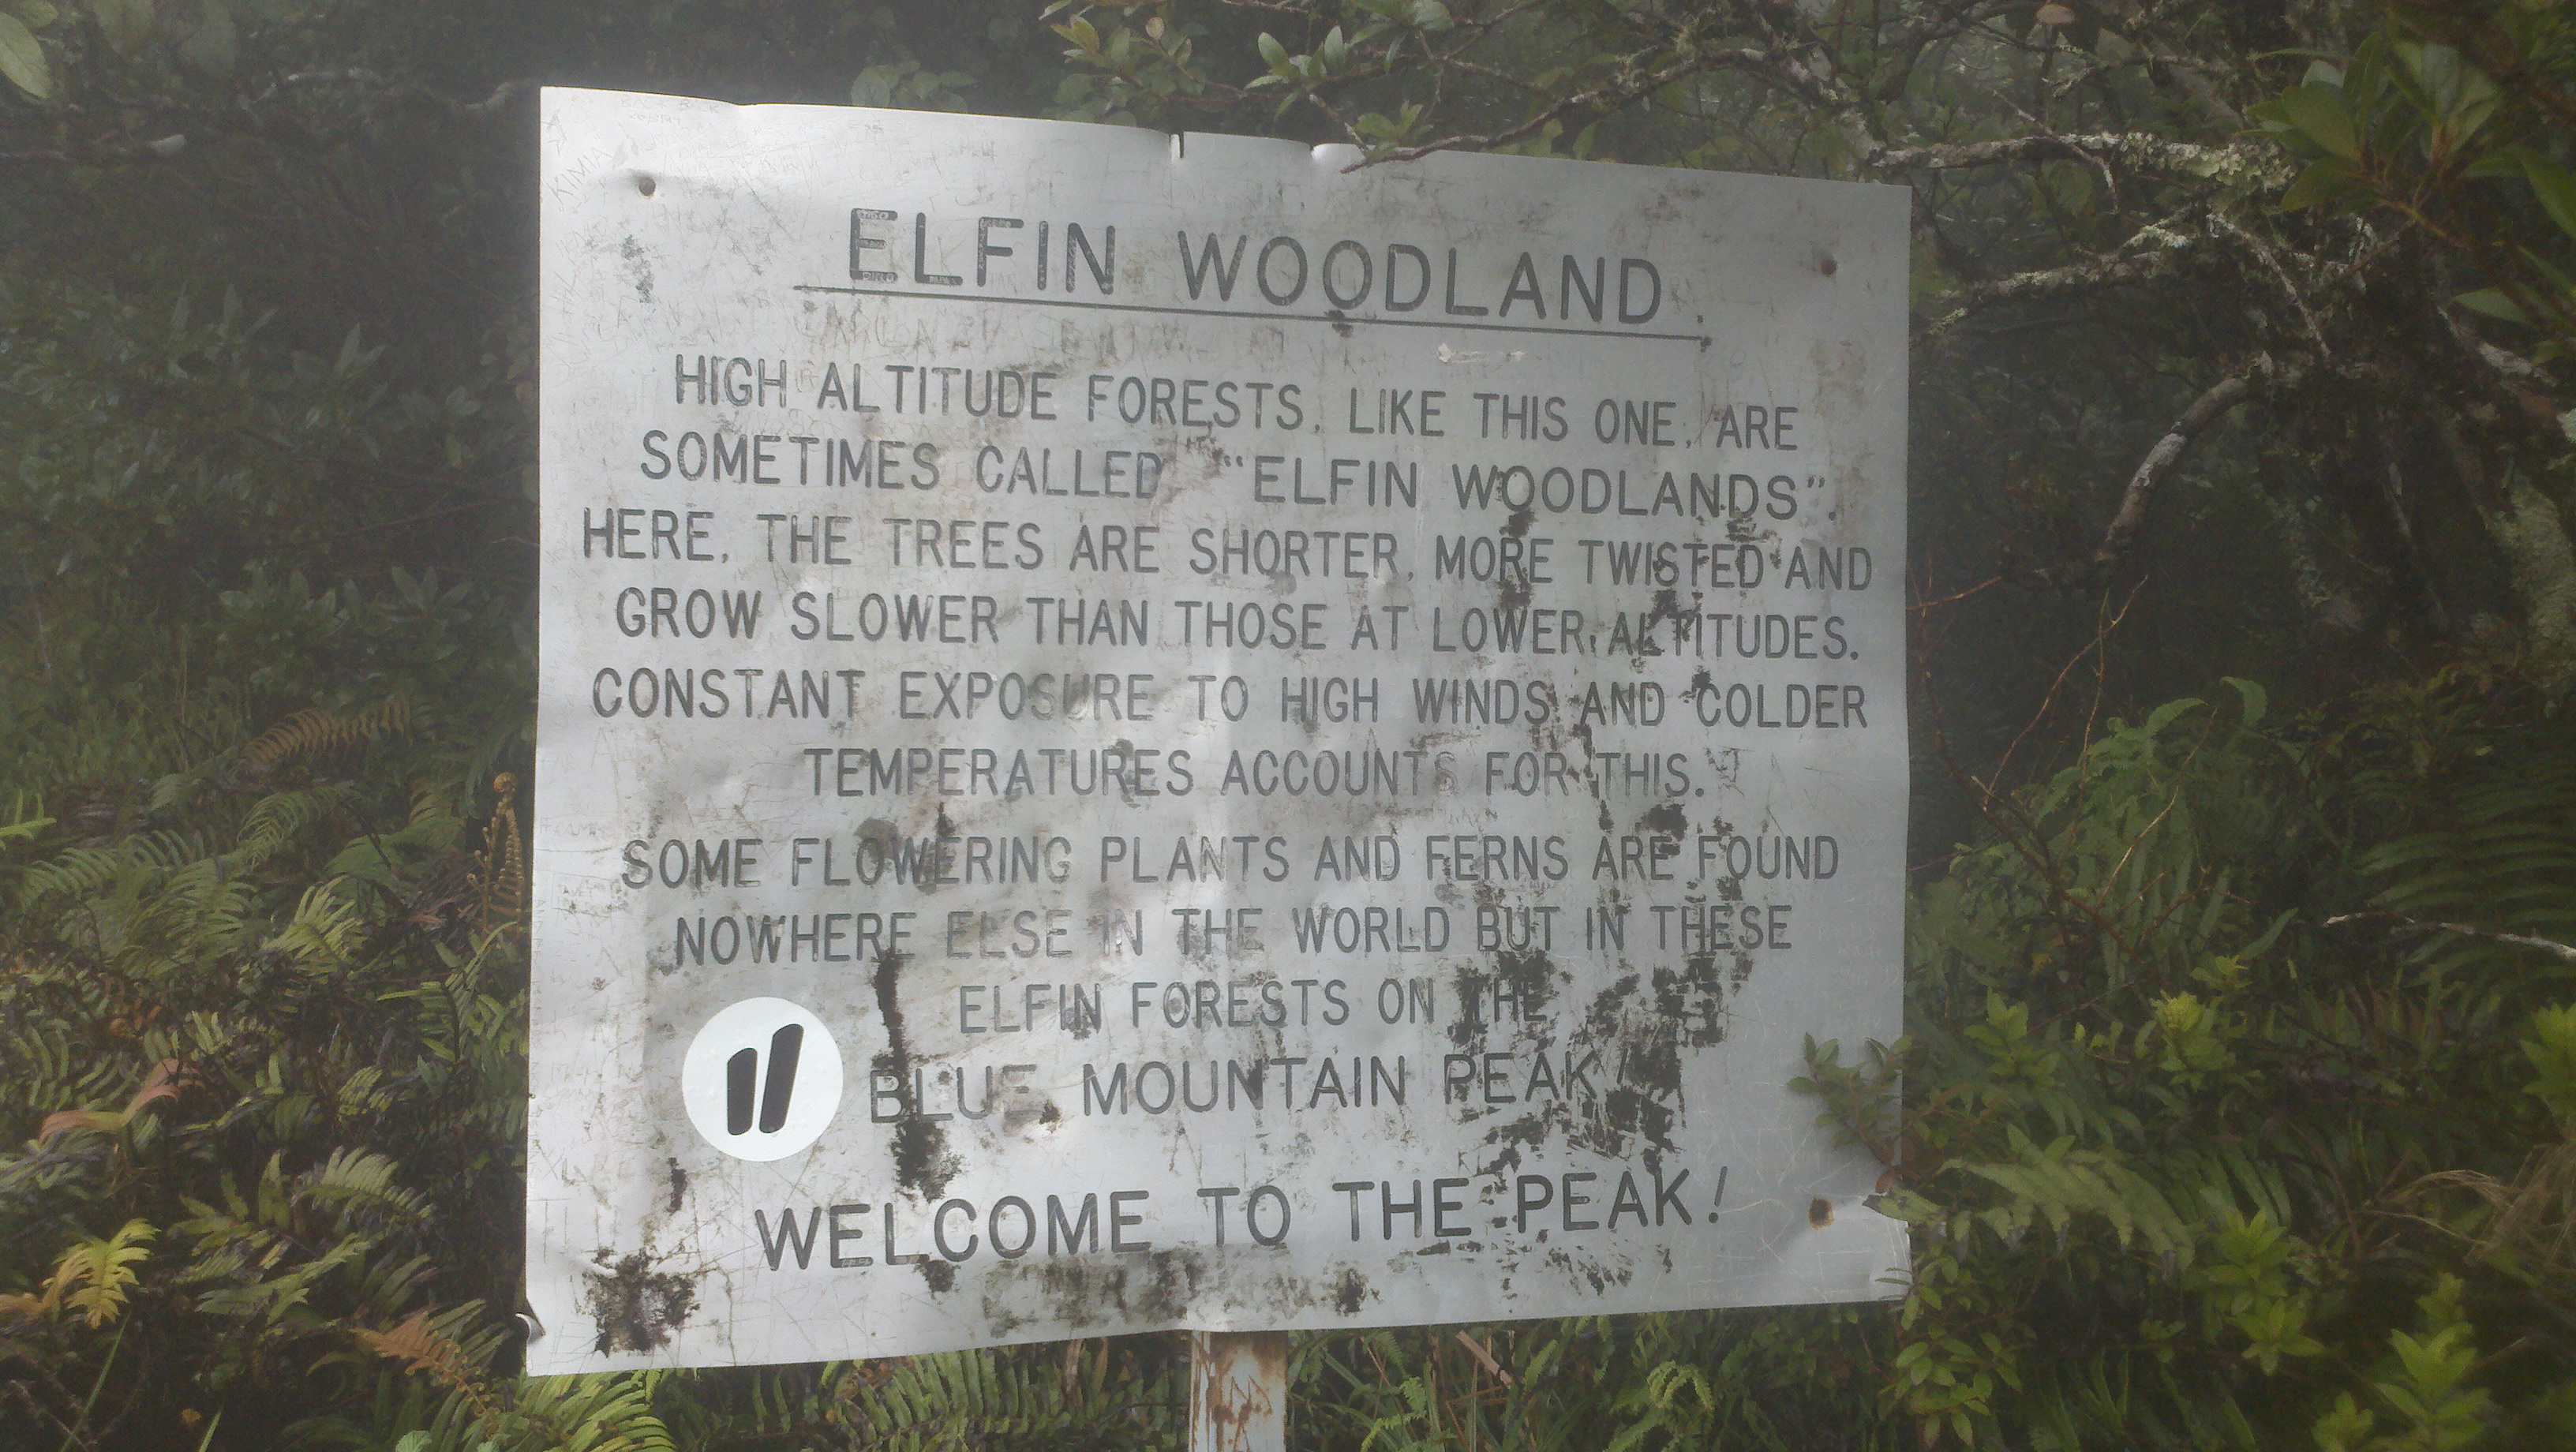 ELFIN WOODLAND
HIGH ALTITUDE FORESTS, LIKE THIS ONE, ARE
SOMETIMES CALLED "ELFIN WOODLANDS".
HERE, THE TREES ARE SHORTER, MORE TWISTED AND
GROW SLOWER THAN THOSE AT LOWER ALTITUDES.
CONSTANT EXPOSURE TO HIGH WINDS AND COLDER
TEMPERATURES ACCOUNTS FOR THIS.
SOME FLOWERING PLANTS AND FERNS ARE FOUND
NOWHERE ELSE IN THE WORLD BUT IN THESE
ELFIN FORESTS ON THE
BLUE MOUNTAIN PEAK!
WELCOME TO THE PEAK!
KIMIA